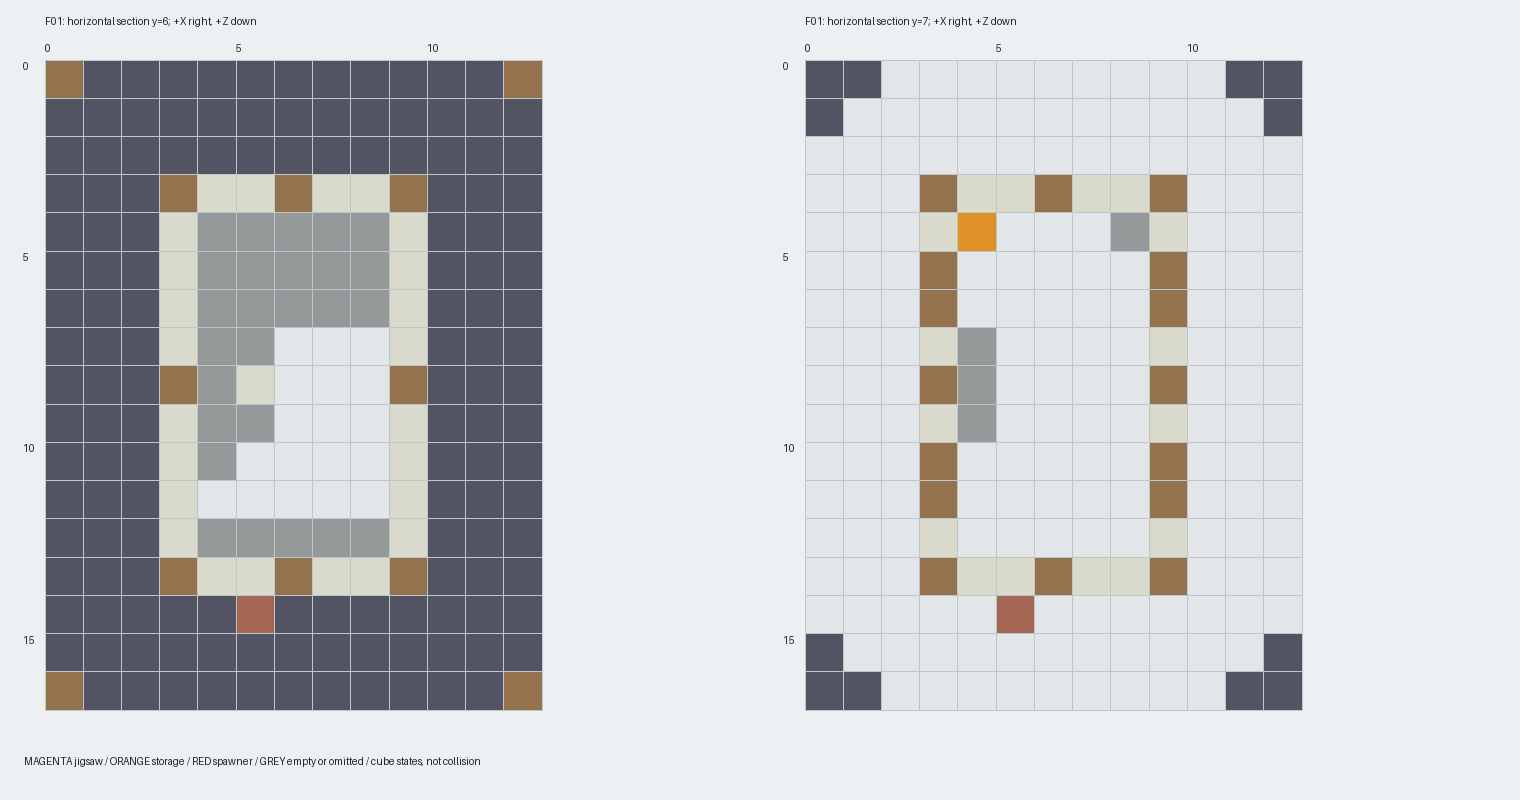 F01: horizontal section y=6; +X right, +Z down
F01: horizontal section y=7; +X right, +Z down
0 5 10
0 5 10
0 0
5 5
10 10
15 15
MAGENTA jigsaw / ORANGE storage / RED spawner / GREY empty or omitted / cube states, not collision